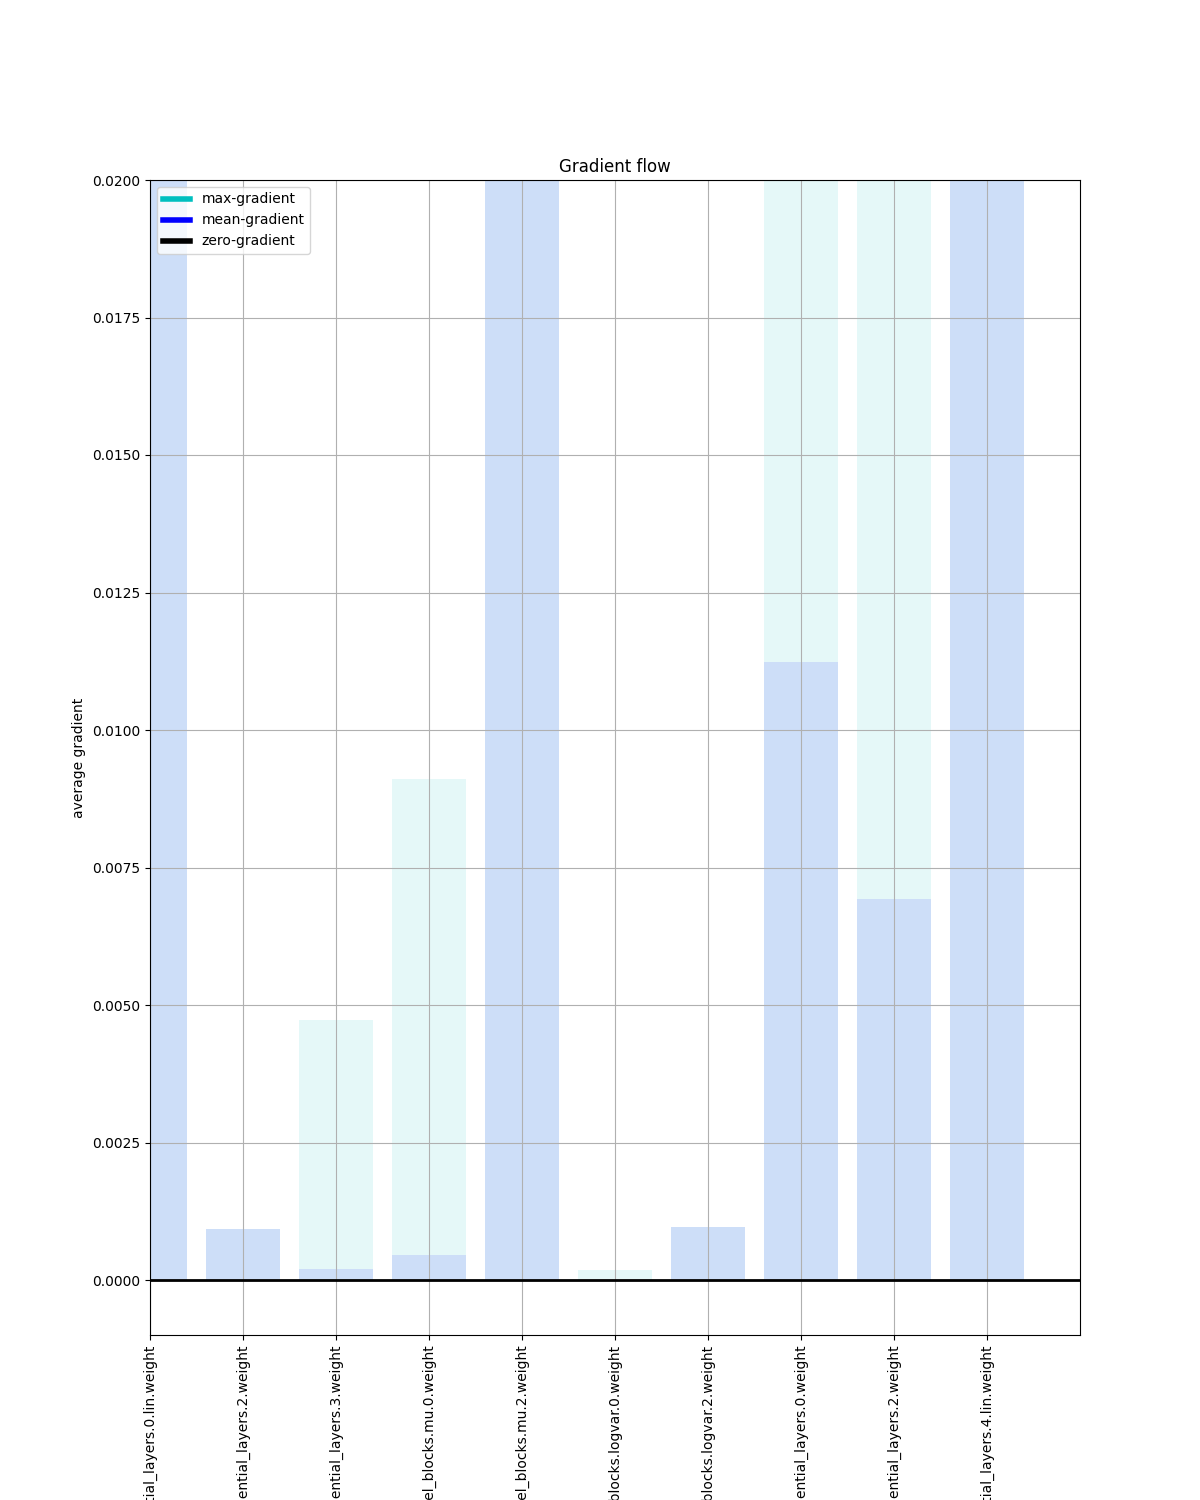 Gradient flow
max-gradient
mean-gradient
zero-gradient
0.0200
0.0175
0.0150
0.0125
0.0100
0.0075
0.0050
0.0025
0.0000
average gradient
tial_layers.0.lin.weight
ential_layers.2.weight
ential_layers.3.weight
el_blocks.mu.0.weight
el_blocks.mu.2.weight
blocks.logvar.0.weight
blocks.logvar.2.weight
ential_layers.0.weight
ential_layers.2.weight
tial_layers.4.lin.weight